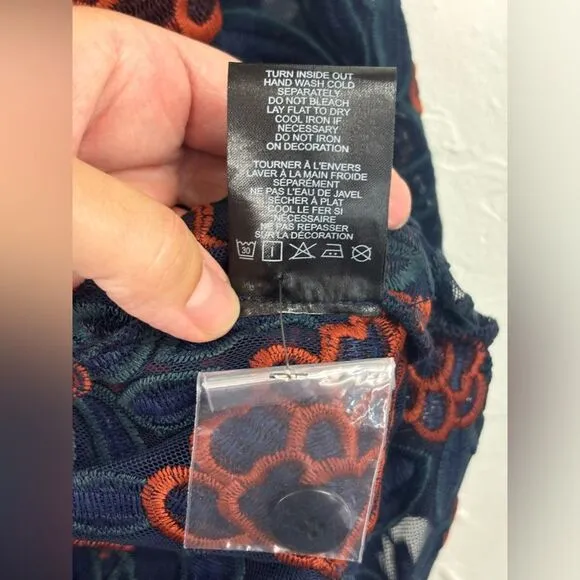 TURN INSIDE OUT
HAND WASH COLD
SEPARATELY
DO NOT BLEACH
LAY FLAT TO DRY
COOL IRON IF
NECESSARY
DO NOT IRON
ON DECORATION
TOURNER À L'ENVERS
LAVER À LA MAIN FROIDE
SÉPARÉMENT
NE PAS L'EAU DE JAVEL
SÉCHER À PLAT
COOL LE FER SI
NÉCESSAIRE
NE PAS REPASSER
SUR LA DÉCORATION
30